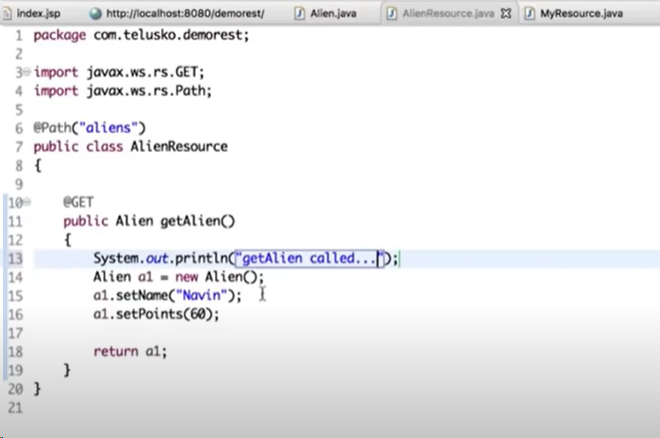 index.jsp http://localhost:8080/demorest/ Alien.java AlienResource.java MyResource.java
1 package com.telusko.demorest;
2
3 import javax.ws.rs.GET;
4 import javax.ws.rs.Path;
5
6 @Path("aliens")
7 public class AlienResource
8 {
9
10 @GET
11 public Alien getAlien()
12 {
13 System.out.println("getAlien called...");
14 Alien a1 = new Alien();
15 a1.setName("Navin");
16 a1.setPoints(60);
17
18 return a1;
19 }
20 }
21